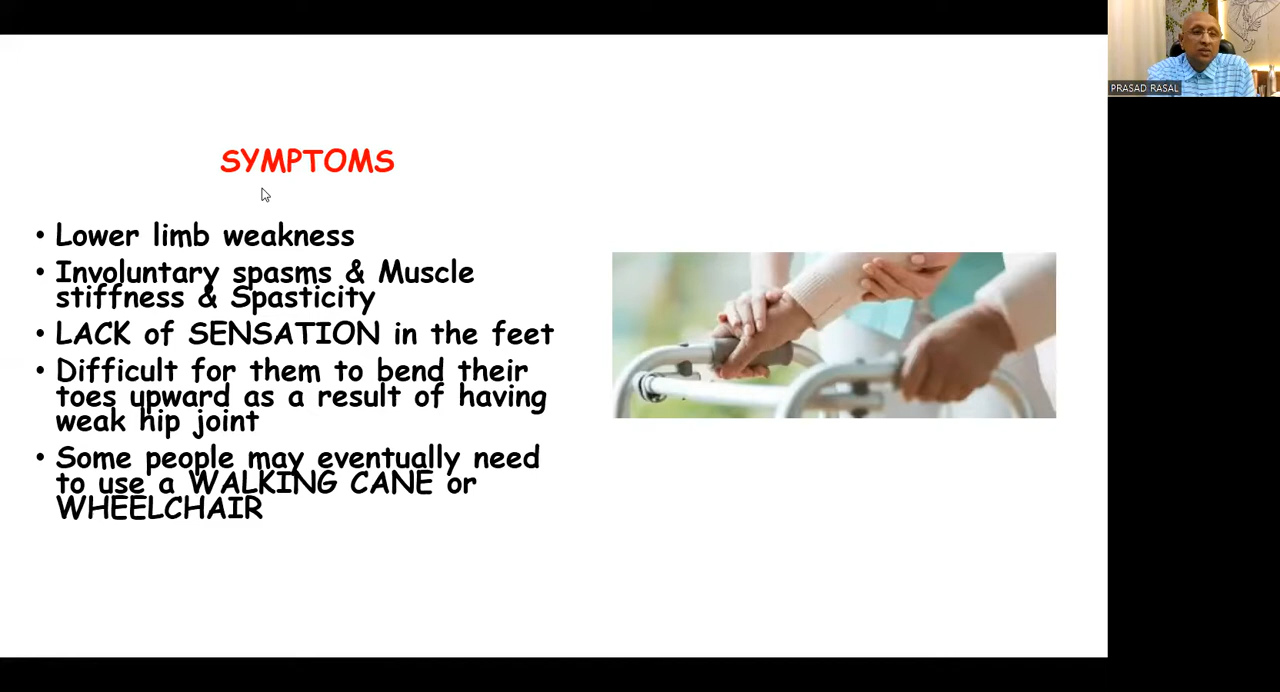 PRASAD RASAL
SYMPTOMS
• Lower limb weakness
• Involuntary spasms & Muscle
stiffness & Spasticity
• LACK of SENSATION in the feet
• Difficult for them to bend their
toes upward as a result of having
weak hip joint
• Some people may eventually need
to use a WALKING CANE or
WHEELCHAIR